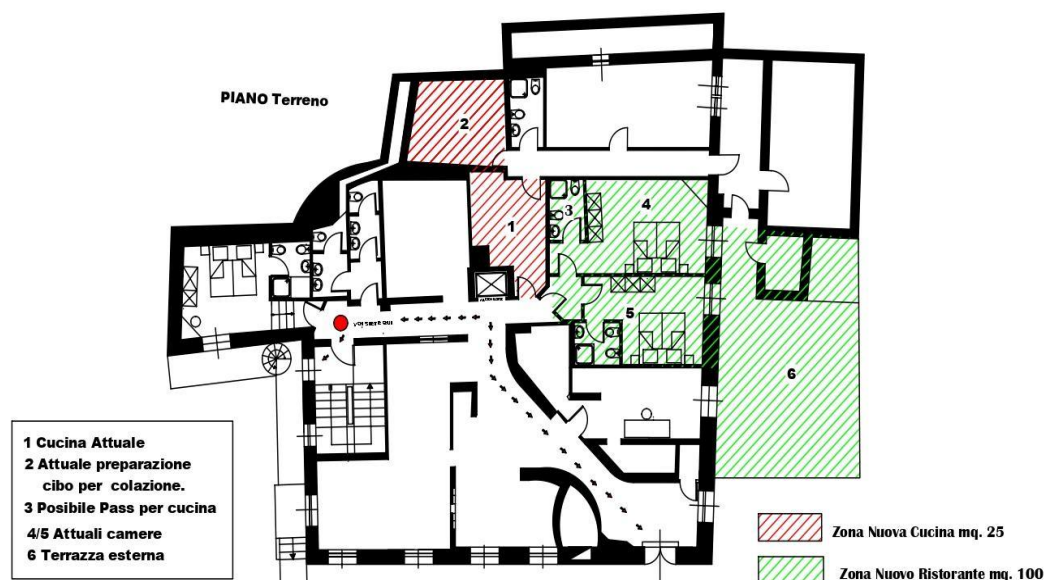 PIANO Terreno
2
1
3
4
5
6
1 Cucina Attuale
2 Attuale preparazione
cibo per colazione.
3 Posibile Pass per cucina
4/5 Attuali camere
6 Terrazza esterna
Zona Nuova Cucina mq. 25
Zona Nuovo Ristorante mq. 100